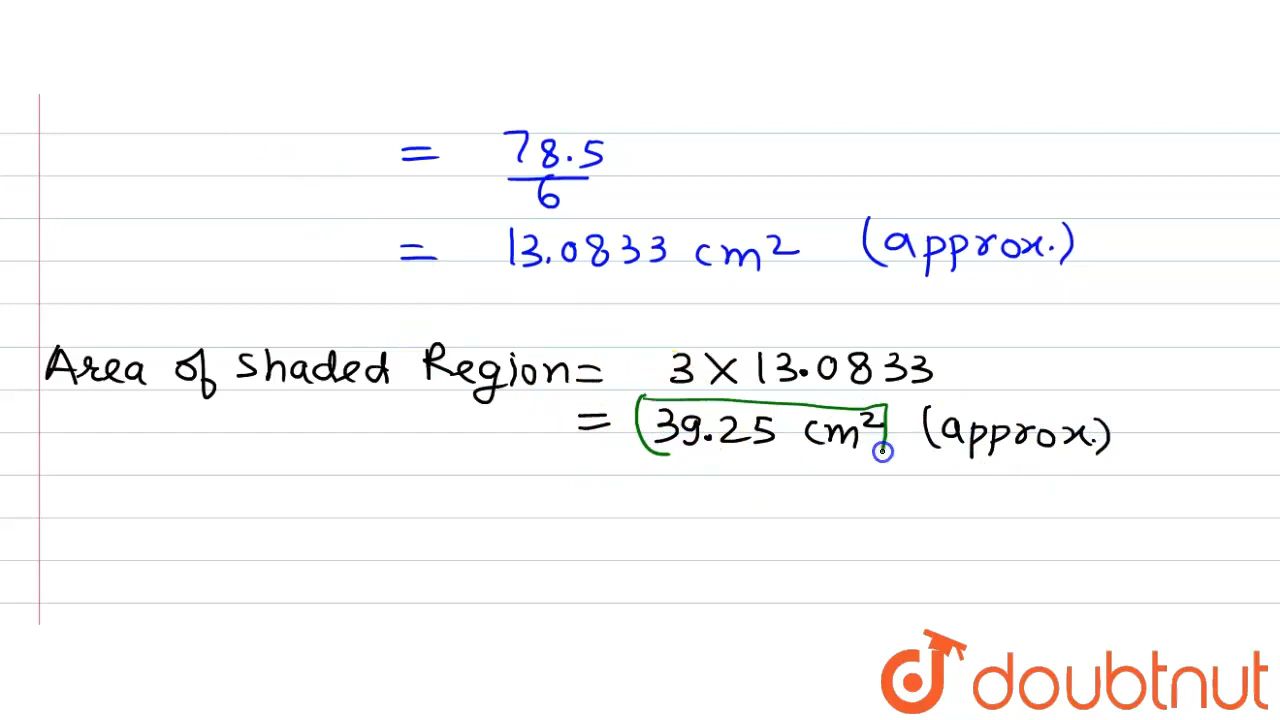 = 78.5
6
= 13.0833 cm² (approx.)
Area of shaded Region = 3 × 13.0833
= 39.25 cm² (approx.)
doubtnut